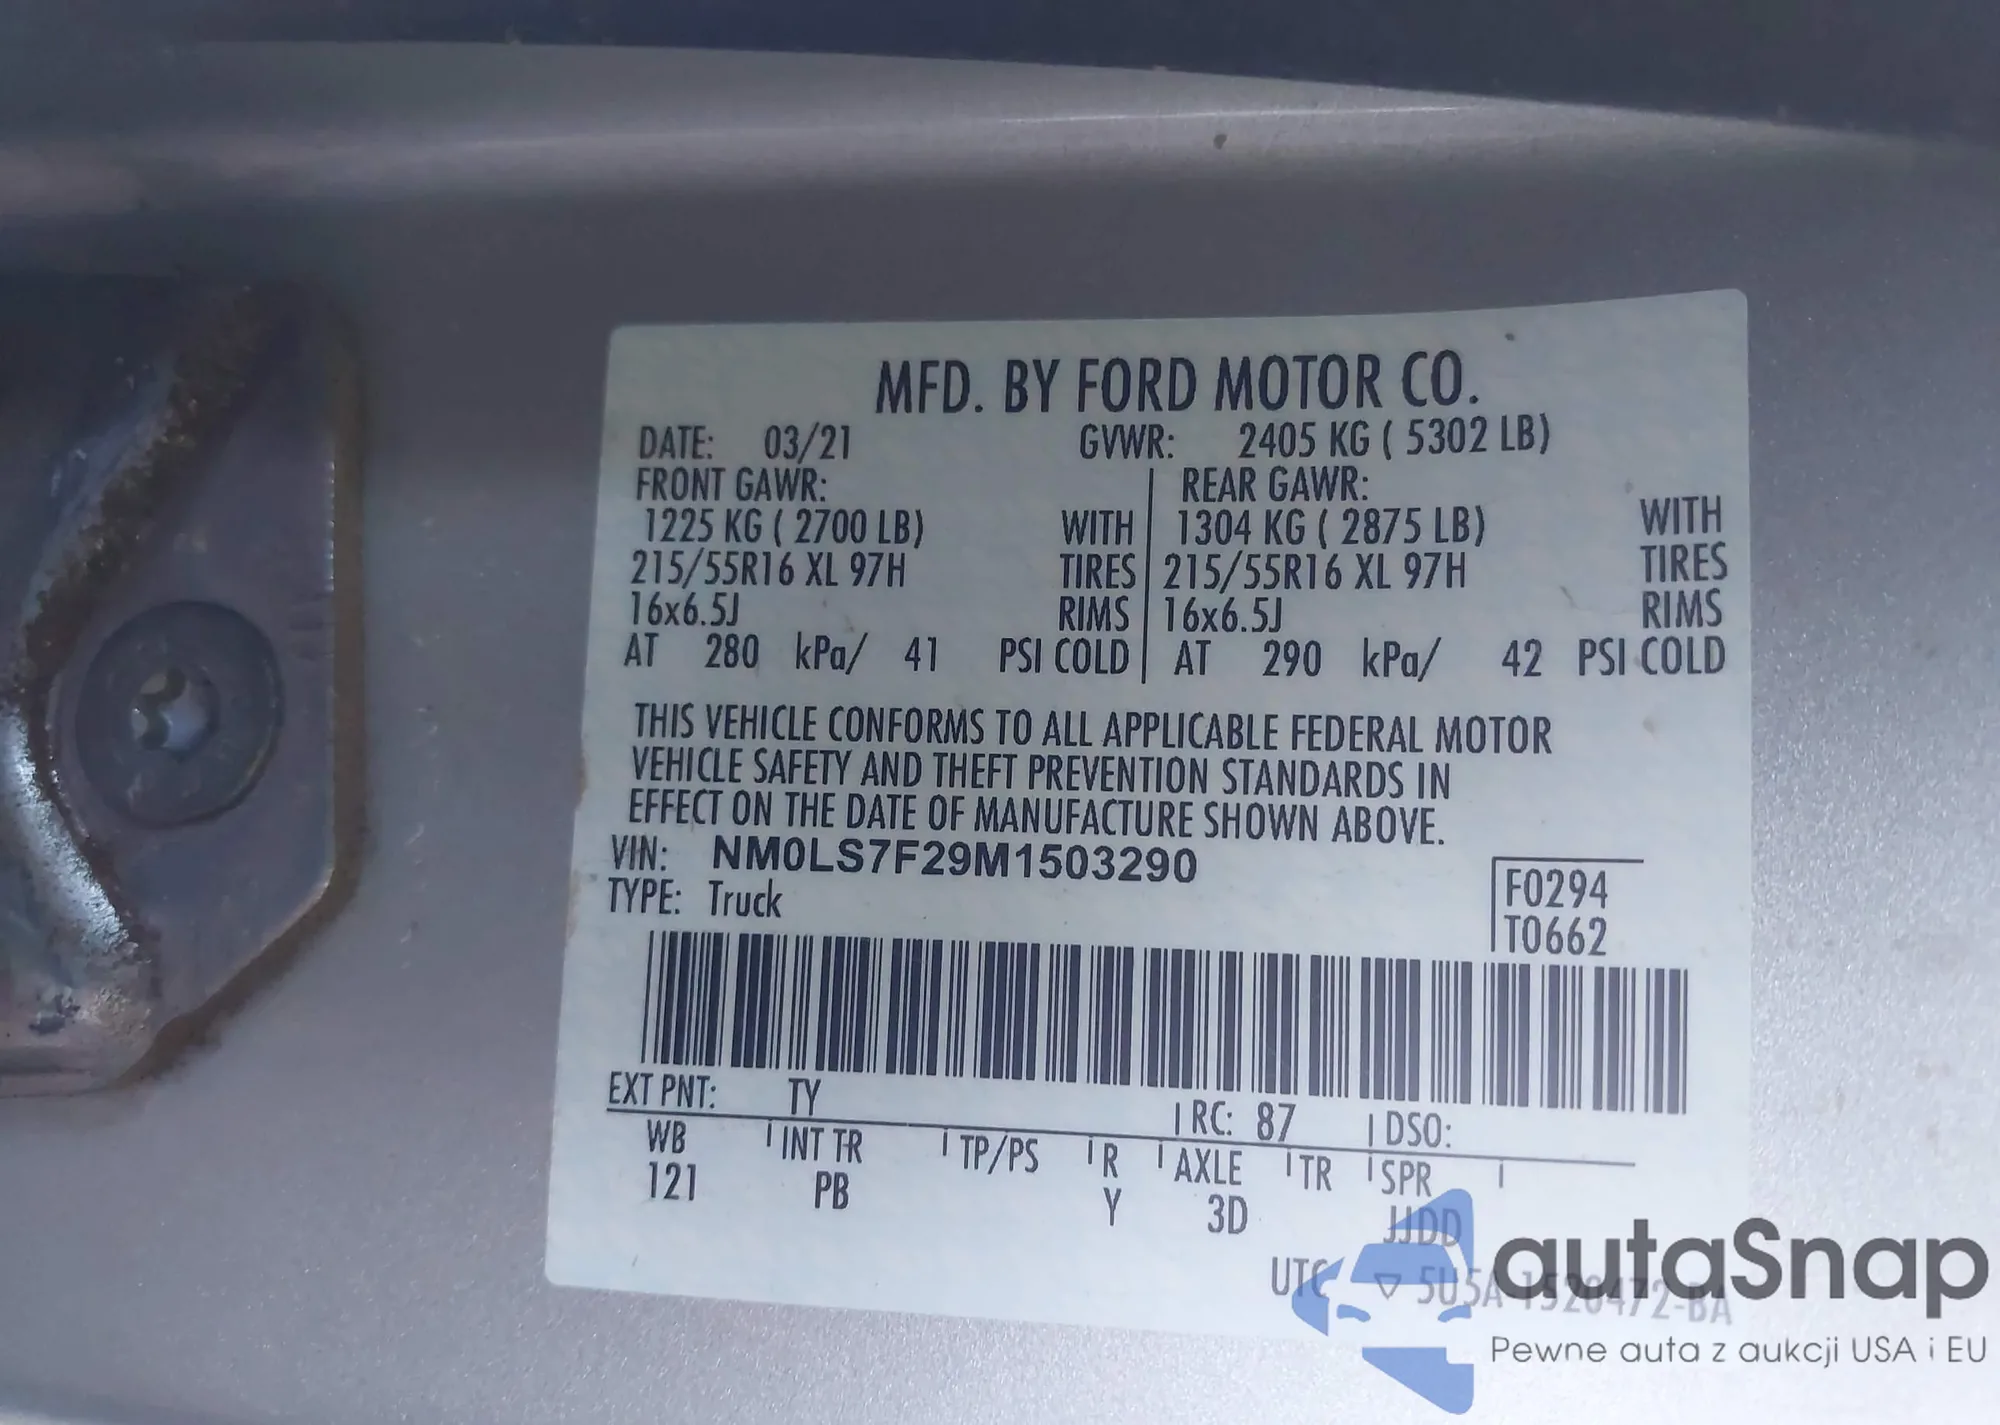 MFD. BY FORD MOTOR CO.
DATE: 03/21 GVWR: 2405 KG ( 5302 LB)
FRONT GAWR: REAR GAWR:
1225 KG ( 2700 LB) WITH 1304 KG ( 2875 LB) WITH
215/55R16 XL 97H TIRES 215/55R16 XL 97H TIRES
16x6.5J RIMS 16x6.5J RIMS
AT 280 kPa/ 41 PSI COLD AT 290 kPa/ 42 PSI COLD
THIS VEHICLE CONFORMS TO ALL APPLICABLE FEDERAL MOTOR
VEHICLE SAFETY AND THEFT PREVENTION STANDARDS IN
EFFECT ON THE DATE OF MANUFACTURE SHOWN ABOVE.
VIN: NM0LS7F29M1503290
TYPE: Truck
F0294
T0662
EXT PNT: TY RC: 87 DSO:
WB INT TR TP/PS R AXLE TR SPR
121 PB Y 3D JJDD
UTC ▽ 5U5A-1520472-BA
autaSnap
Pewne auta z aukcji USA i EU